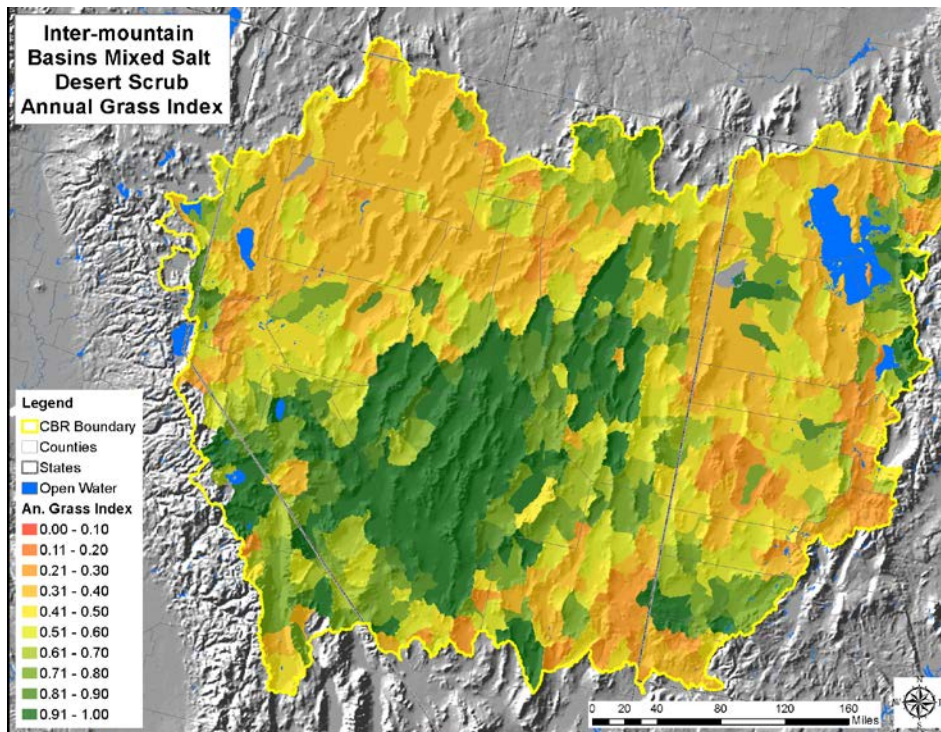 Inter-mountain
Basins Mixed Salt
Desert Scrub
Annual Grass Index
Legend
CBR Boundary
Counties
States
Open Water
An. Grass Index
0.00 - 0.10
0.11 - 0.20
0.21 - 0.30
0.31 - 0.40
0.41 - 0.50
0.51 - 0.60
0.61 - 0.70
0.71 - 0.80
0.81 - 0.90
0.91 - 1.00
N
0 20 40 80 120 160
Miles